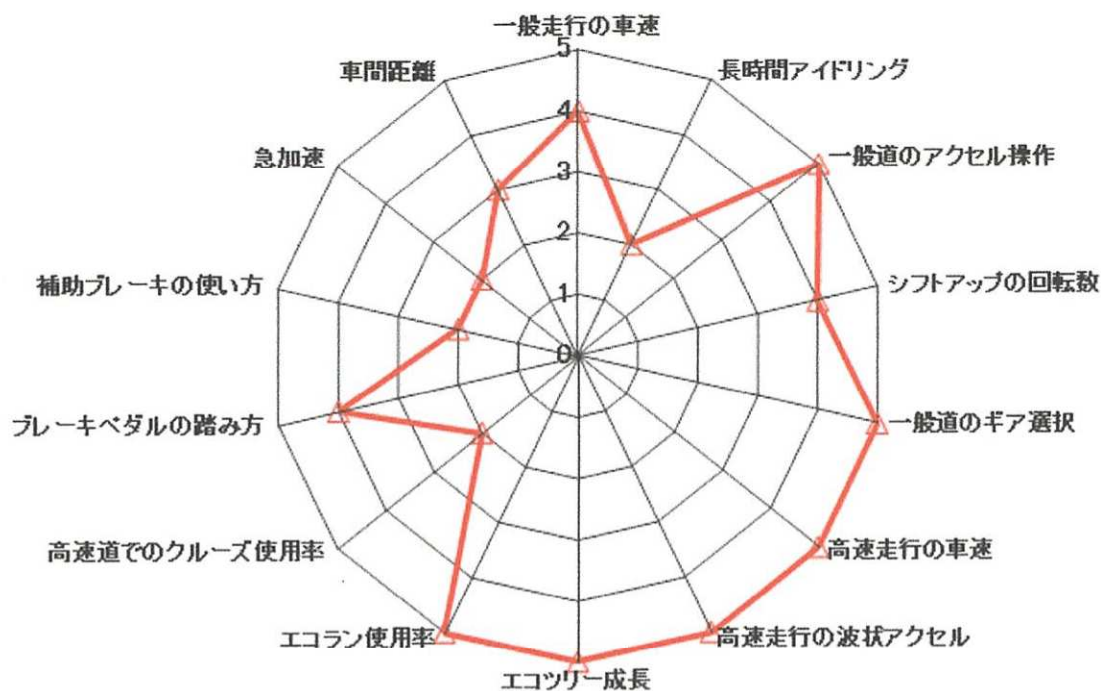 一般走行の車速
長時間アイドリング
一般道のアクセル操作
シフトアップの回転数
一般道のギア選択
高速走行の車速
高速走行の波状アクセル
エコツリー成長
エコラン使用率
高速道でのクルーズ使用率
ブレーキペダルの踏み方
補助ブレーキの使い方
急加速
車間距離
5
4
3
2
1
0